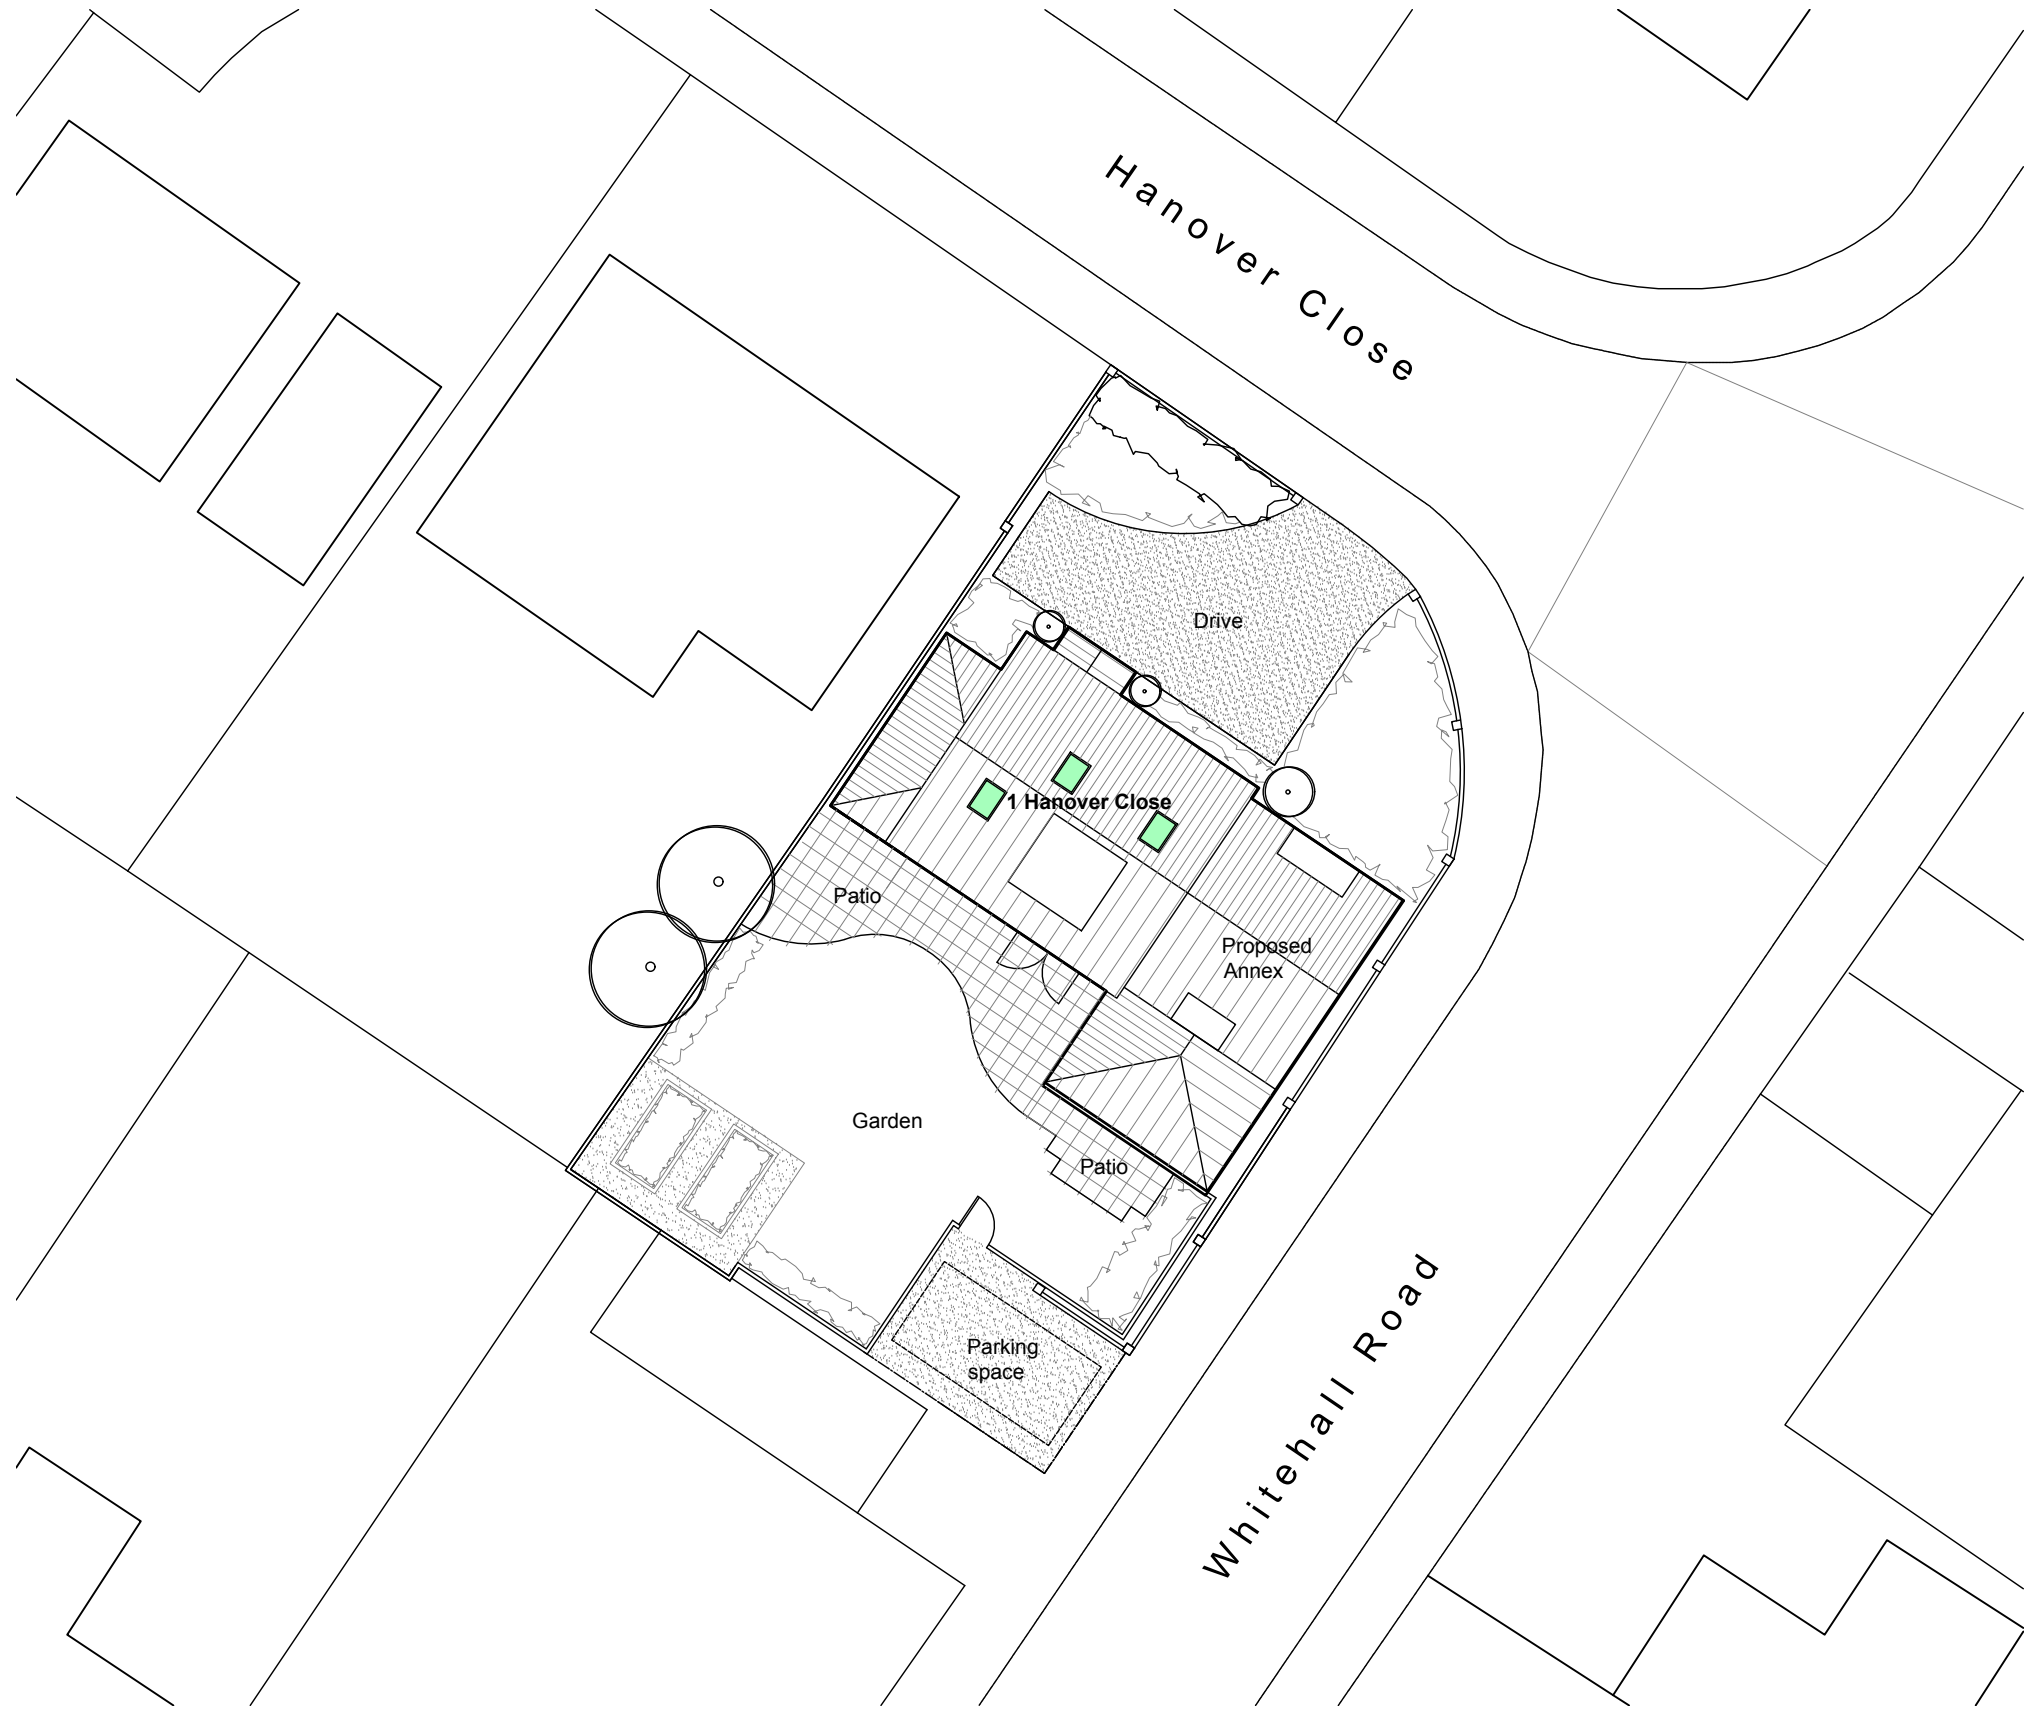 Hanover Close
Drive
1 Hanover Close
Patio
Proposed
Annex
Garden
Patio
Parking
space
Whitehall Road